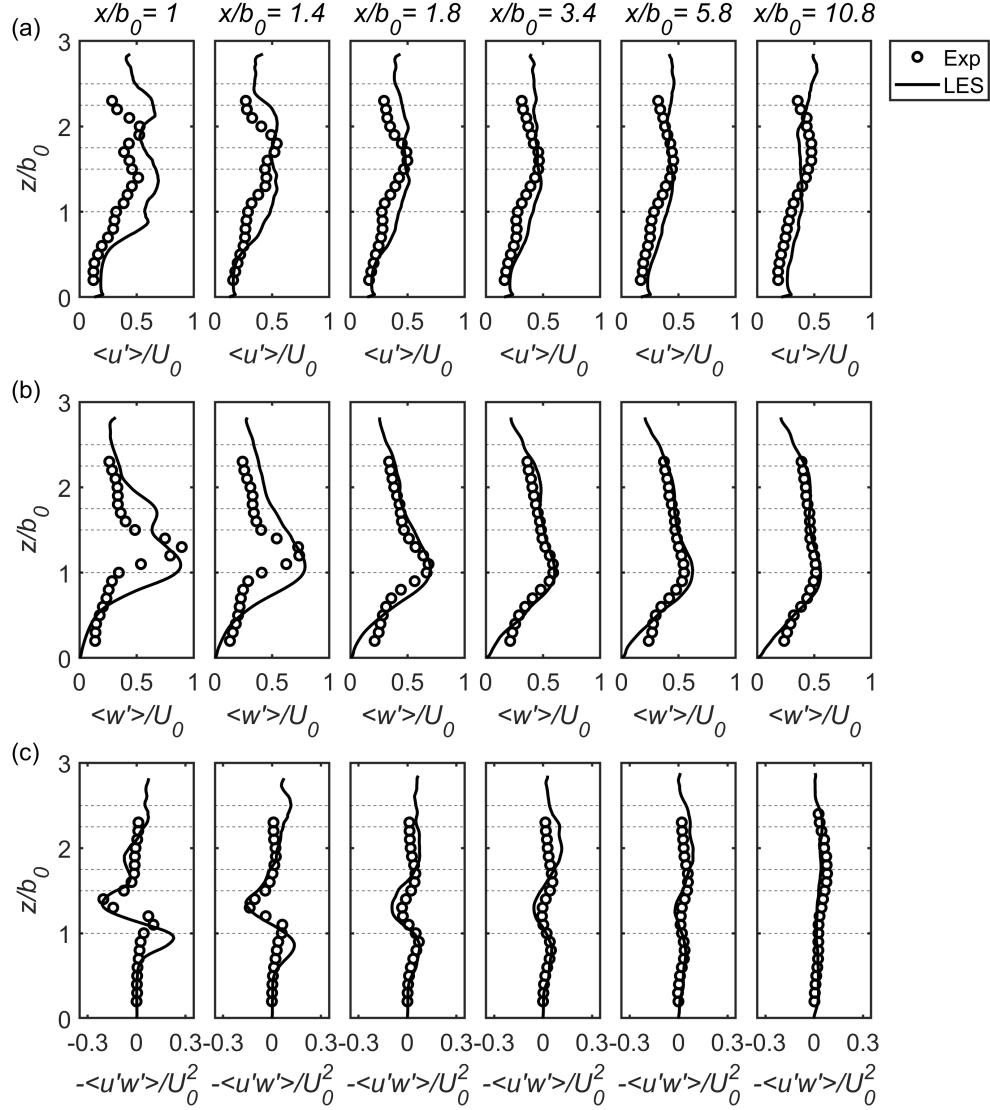 (a) x/b0= 1 x/b0= 1.4 x/b0= 1.8 x/b0= 3.4 x/b0= 5.8 x/b0= 10.8
3
Exp
LES
2
z/b0
1
0
0 0.5 1 0 0.5 1 0 0.5 1 0 0.5 1 0 0.5 1 0 0.5 1
<u'>/U0 <u'>/U0 <u'>/U0 <u'>/U0 <u'>/U0 <u'>/U0
(b)
3
2
z/b0
1
0
0 0.5 1 0 0.5 1 0 0.5 1 0 0.5 1 0 0.5 1 0 0.5 1
<w'>/U0 <w'>/U0 <w'>/U0 <w'>/U0 <w'>/U0 <w'>/U0
(c)
3
2
z/b0
1
0
-0.3 0 0.3 -0.3 0 0.3 -0.3 0 0.3 -0.3 0 0.3 -0.3 0 0.3 -0.3 0 0.3
-<u'w'>/U0^2 -<u'w'>/U0^2 -<u'w'>/U0^2 -<u'w'>/U0^2 -<u'w'>/U0^2 -<u'w'>/U0^2